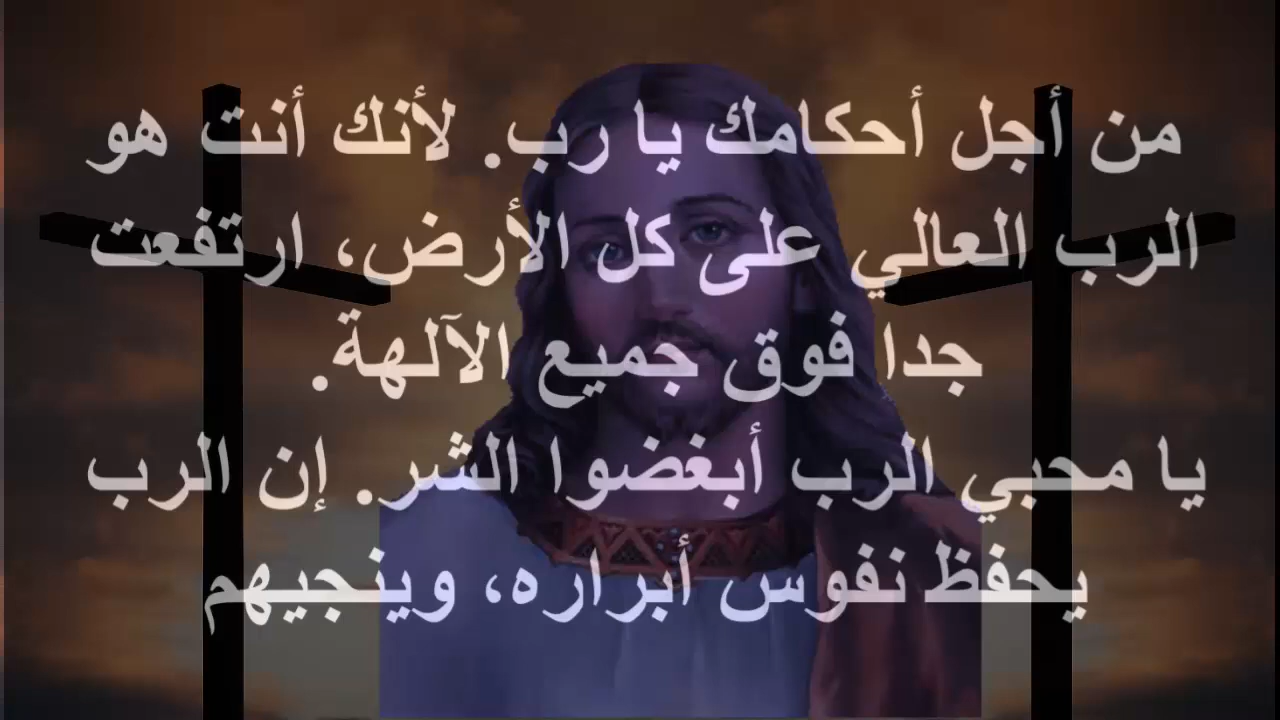 من أجل أحكامك يا رب. لأنك أنت هو
الرب العالي على كل الأرض، ارتفعت
جدا فوق جميع الآلهة.
يا محبي الرب أبغضوا الشر. إن الرب
يحفظ نفوس أبراره، وينجيهم